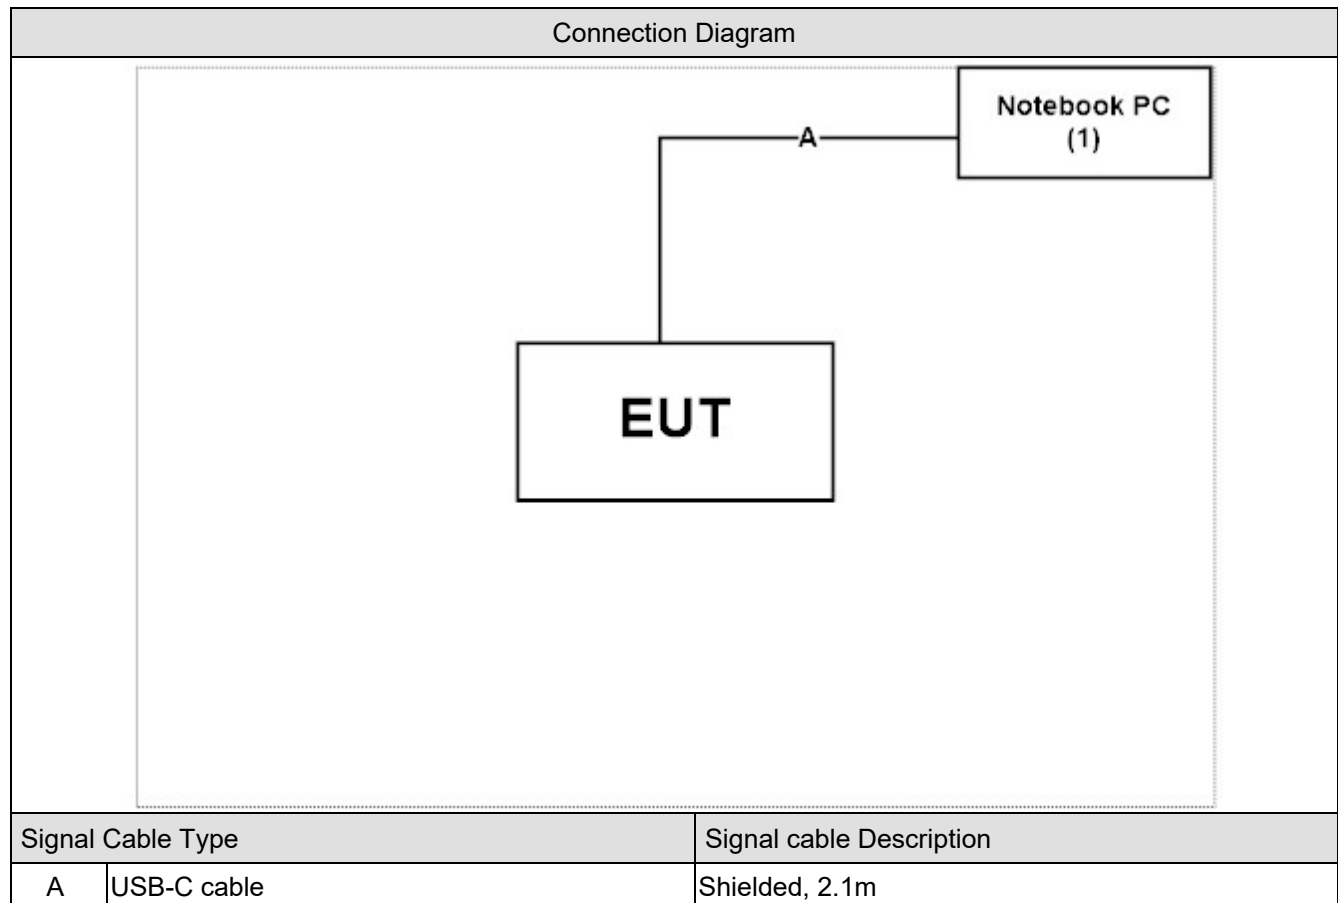 Connection Diagram
Notebook PC
(1)
A
EUT
Signal Cable Type Signal cable Description
A USB-C cable Shielded, 2.1m